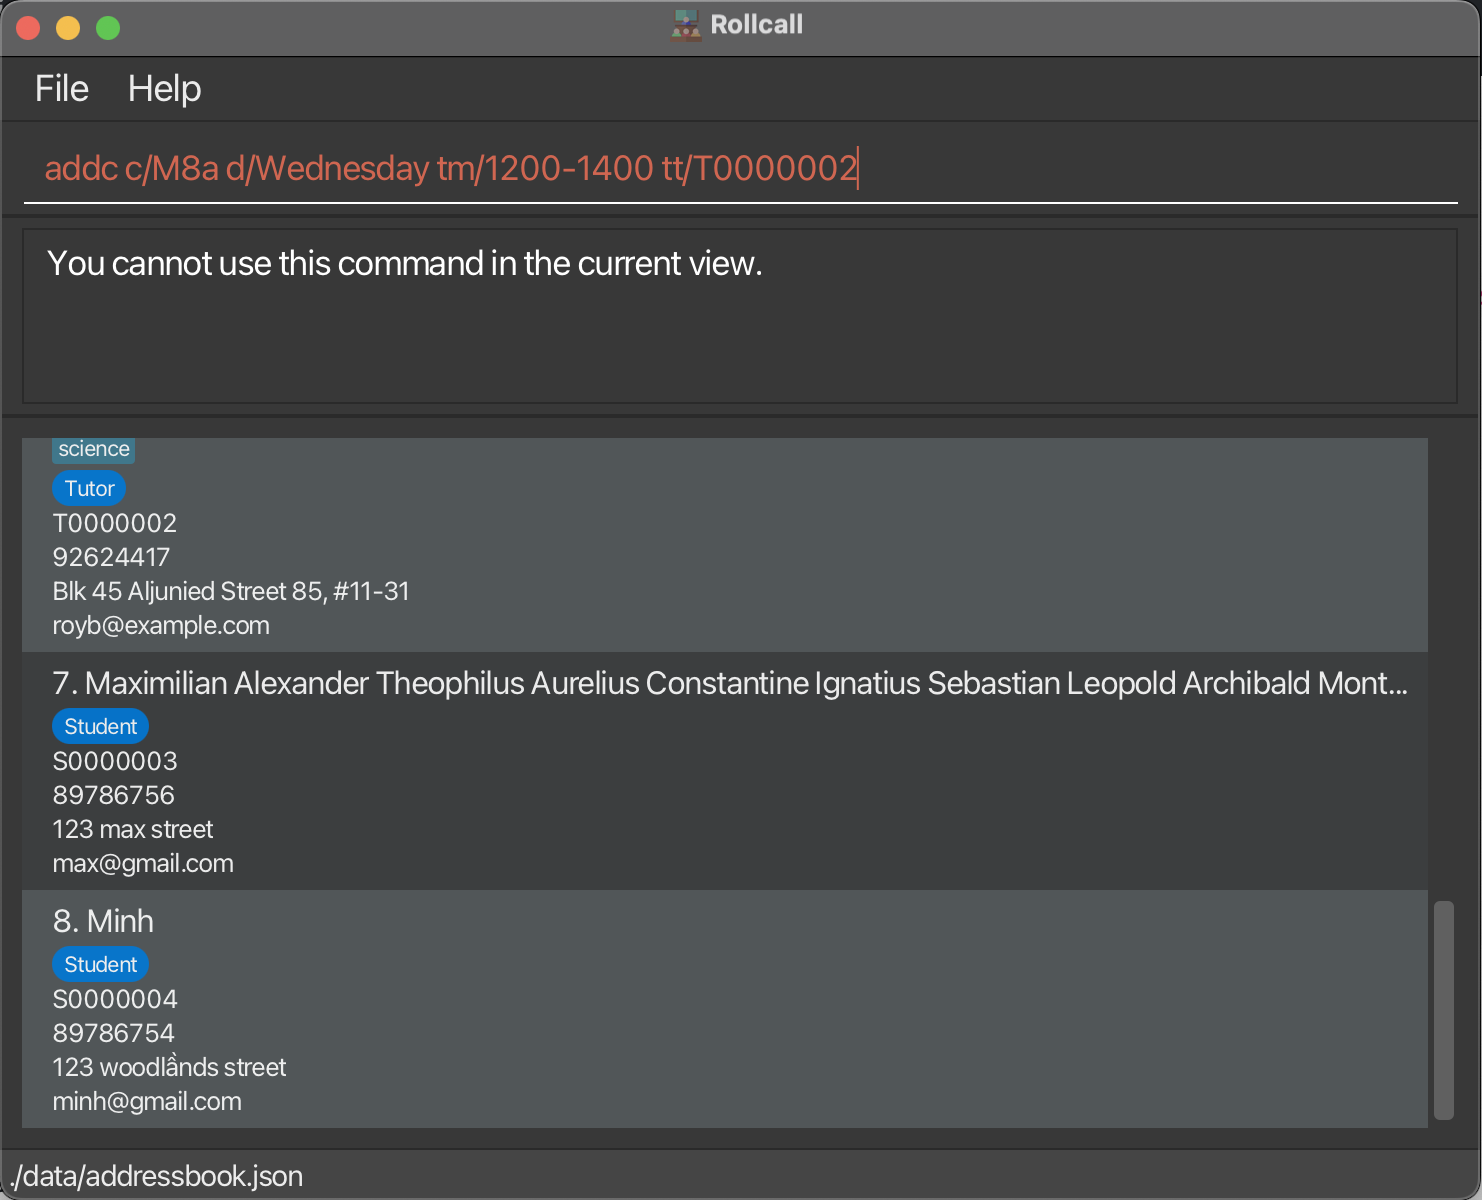 Rollcall
File Help
addc c/M8a d/Wednesday tm/1200-1400 tt/T0000002
You cannot use this command in the current view.
science
Tutor
T0000002
92624417
Blk 45 Aljunied Street 85, #11-31
royb@example.com
7. Maximilian Alexander Theophilus Aurelius Constantine Ignatius Sebastian Leopold Archibald Mont...
Student
S0000003
89786756
123 max street
max@gmail.com
8. Minh
Student
S0000004
89786754
123 woodlầnds street
minh@gmail.com
./data/addressbook.json